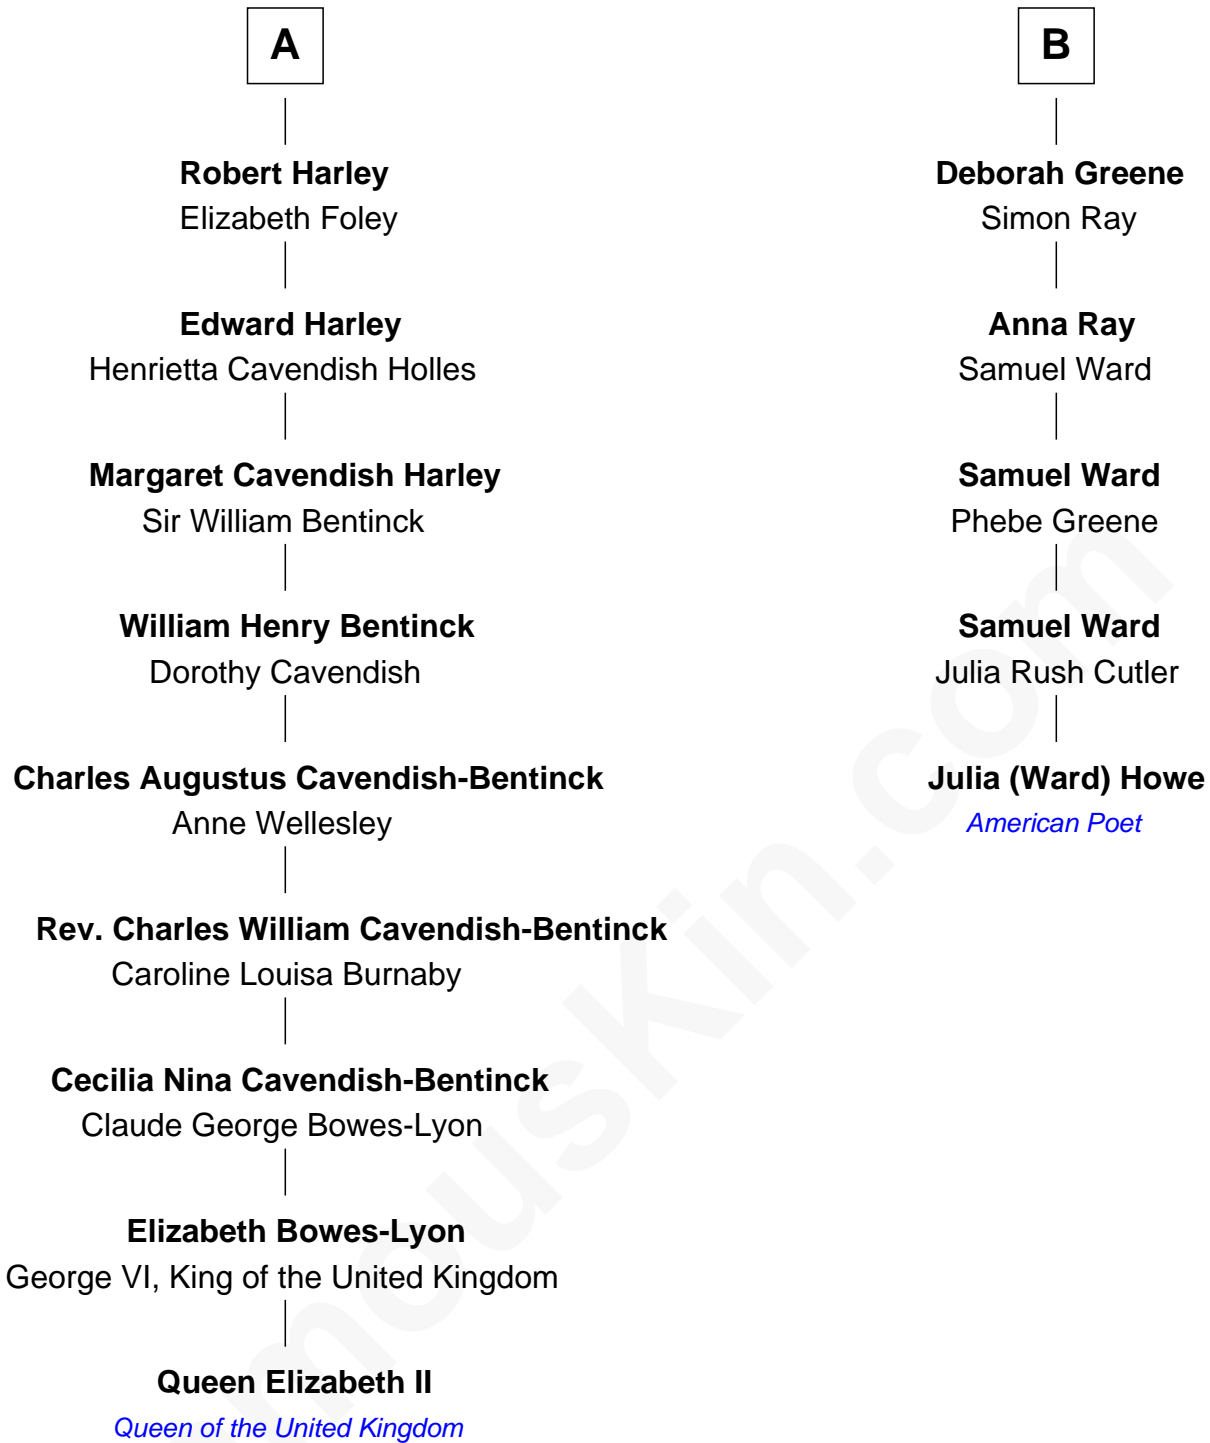 A
Robert Harley
Elizabeth Foley
Edward Harley
Henrietta Cavendish Holles
Margaret Cavendish Harley
Sir William Bentinck
William Henry Bentinck
Dorothy Cavendish
Charles Augustus Cavendish-Bentinck
Anne Wellesley
Rev. Charles William Cavendish-Bentinck
Caroline Louisa Burnaby
Cecilia Nina Cavendish-Bentinck
Claude George Bowes-Lyon
Elizabeth Bowes-Lyon
George VI, King of the United Kingdom
Queen Elizabeth II
Queen of the United Kingdom
B
Deborah Greene
Simon Ray
Anna Ray
Samuel Ward
Samuel Ward
Phebe Greene
Samuel Ward
Julia Rush Cutler
Julia (Ward) Howe
American Poet
mouskin.com